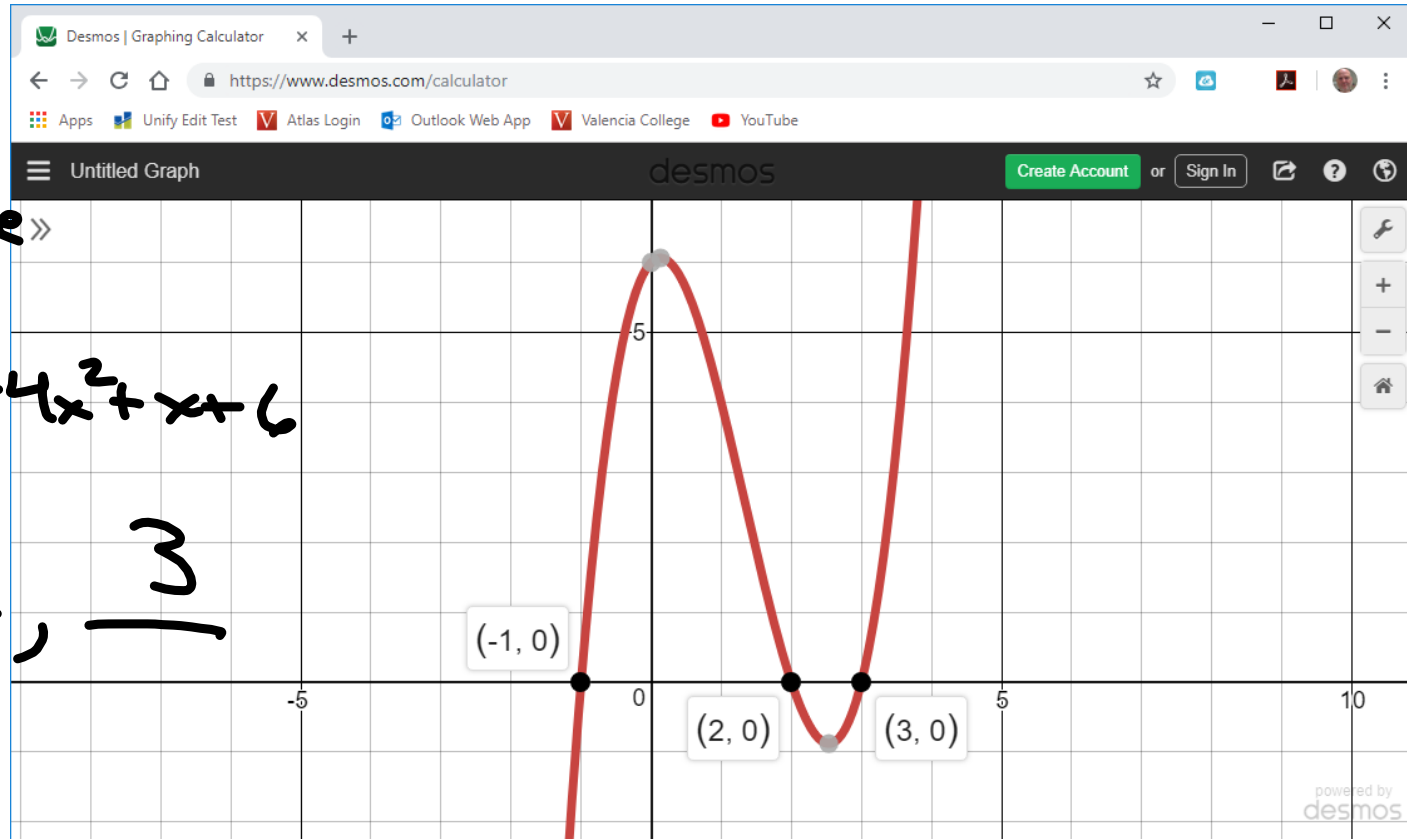 Desmos | Graphing Calculator
https://www.desmos.com/calculator
Apps Unify Edit Test Atlas Login Outlook Web App Valencia College YouTube
Untitled Graph desmos Create Account or Sign In
5
4x²+x+6
3
(-1, 0)
-5 0 5 10
(2, 0) (3, 0)
powered by
desmos